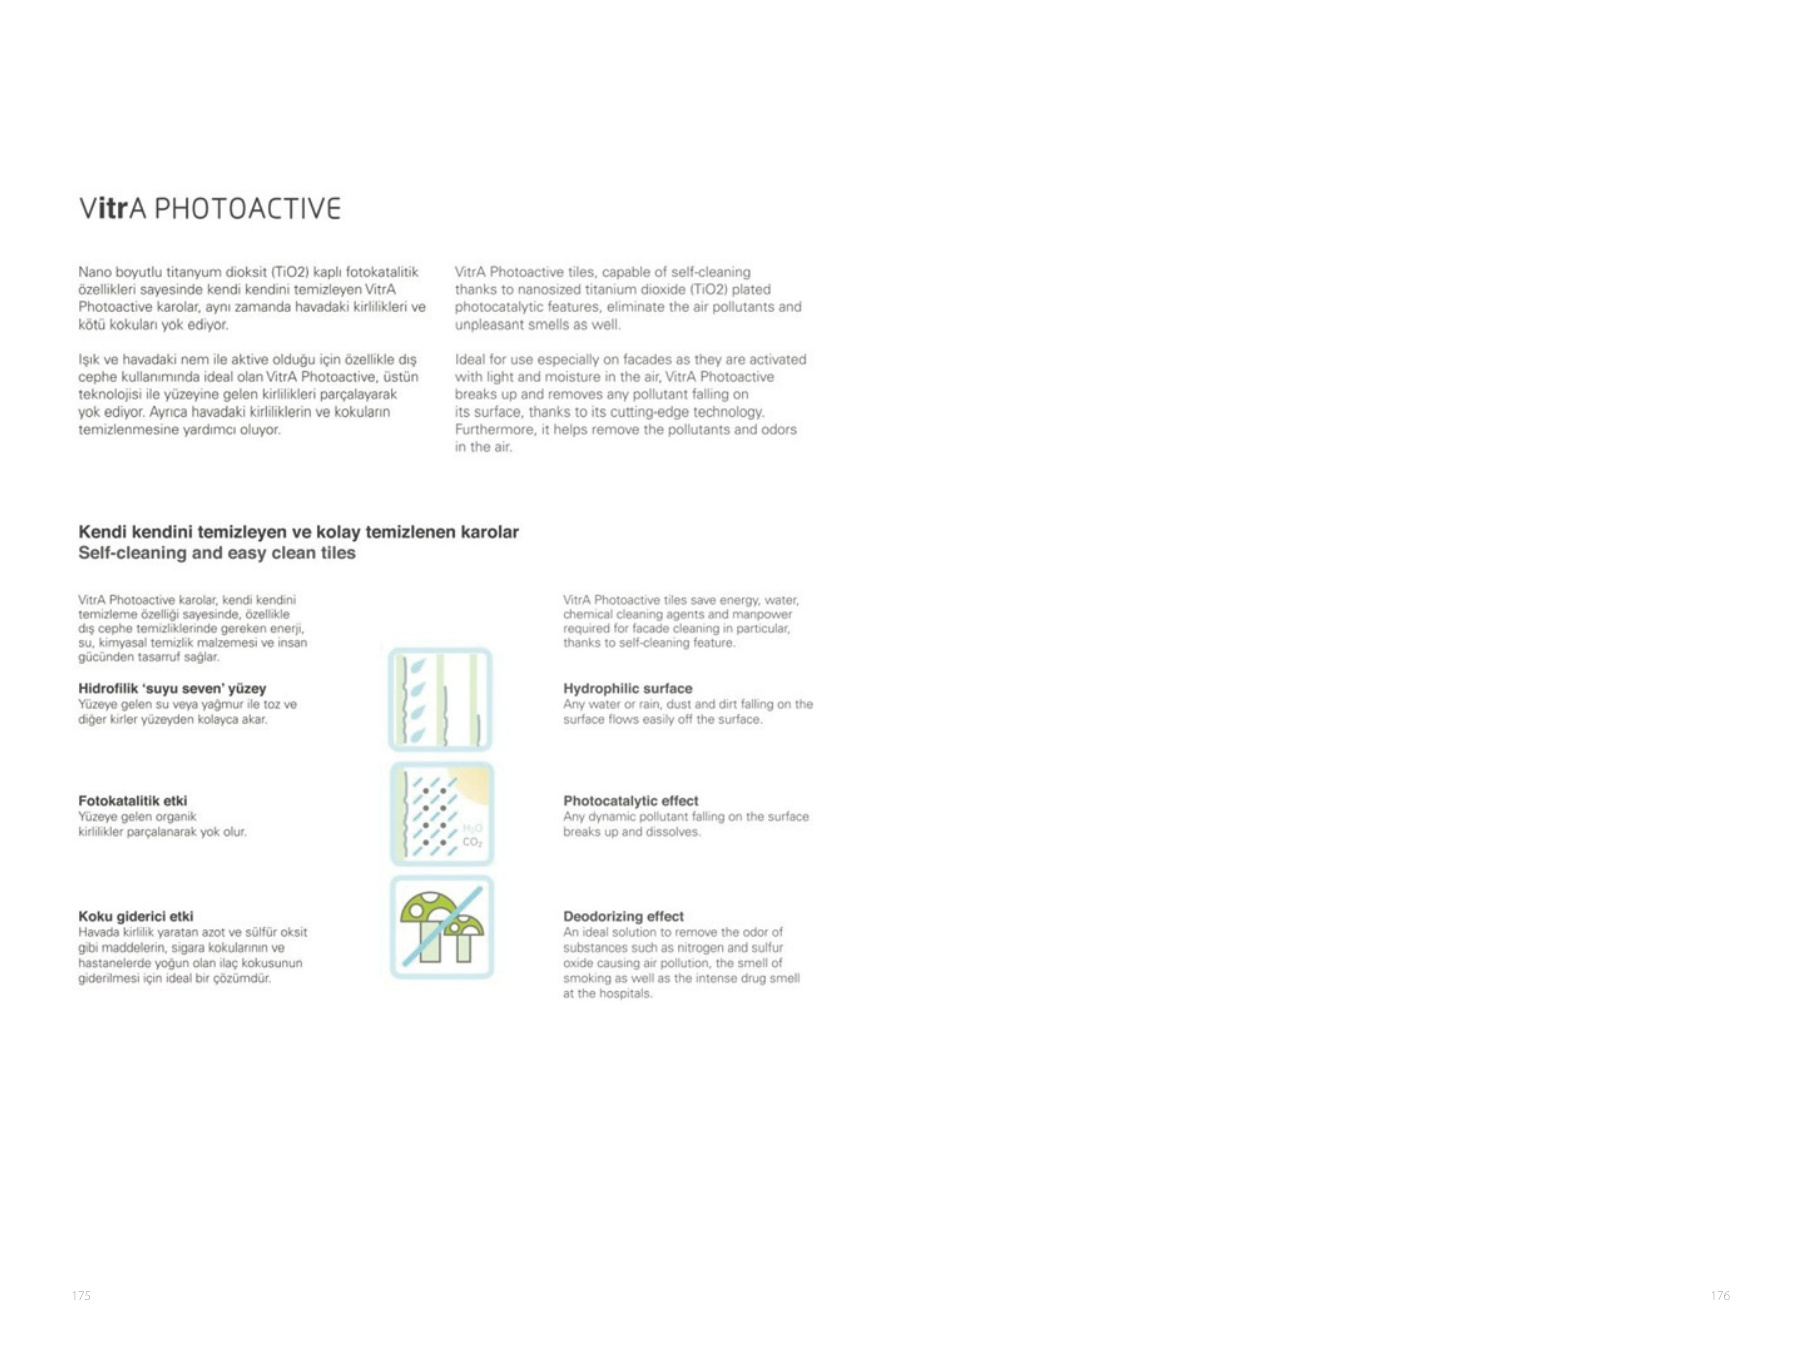 VitrA PHOTOACTIVE
Nano boyutlu titanyum dioksit (TiO2) kaplı fotokatalitik
özellikleri sayesinde kendi kendini temizleyen VitrA
Photoactive karolar, aynı zamanda havadaki kirlilikleri ve
kötü kokuları yok ediyor.
Işık ve havadaki nem ile aktive olduğu için özellikle dış
cephe kullanımında ideal olan VitrA Photoactive, üstün
teknolojisi ile yüzeyine gelen kirlilikleri parçalayarak
yok ediyor. Ayrıca havadaki kirliliklerin ve kokuların
temizlenmesine yardımcı oluyor.
VitrA Photoactive tiles, capable of self-cleaning
thanks to nanosized titanium dioxide (TiO2) plated
photocatalytic features, eliminate the air pollutants and
unpleasant smells as well.
Ideal for use especially on facades as they are activated
with light and moisture in the air, VitrA Photoactive
breaks up and removes any pollutant falling on
its surface, thanks to its cutting-edge technology.
Furthermore, it helps remove the pollutants and odors
in the air.
Kendi kendini temizleyen ve kolay temizlenen karolar
Self-cleaning and easy clean tiles
VitrA Photoactive karolar, kendi kendini
temizleme özelliği sayesinde, özellikle
dış cephe temizliklerinde gereken enerji,
su, kimyasal temizlik malzemesi ve insan
gücünden tasarruf sağlar.
Hidrofilik ‘suyu seven’ yüzey
Yüzeye gelen su veya yağmur ile toz ve
diğer kirler yüzeyden kolayca akar.
Fotokatalitik etki
Yüzeye gelen organik
kirlilikler parçalanarak yok olur.
Koku giderici etki
Havada kirlilik yaratan azot ve sülfür oksit
gibi maddelerin, sigara kokularının ve
hastanelerde yoğun olan ilaç kokusunun
giderilmesi için ideal bir çözümdür.
H₂O
CO₂
VitrA Photoactive tiles save energy, water,
chemical cleaning agents and manpower
required for facade cleaning in particular,
thanks to self-cleaning feature.
Hydrophilic surface
Any water or rain, dust and dirt falling on the
surface flows easily off the surface.
Photocatalytic effect
Any dynamic pollutant falling on the surface
breaks up and dissolves.
Deodorizing effect
An ideal solution to remove the odor of
substances such as nitrogen and sulfur
oxide causing air pollution, the smell of
smoking as well as the intense drug smell
at the hospitals.
175
176